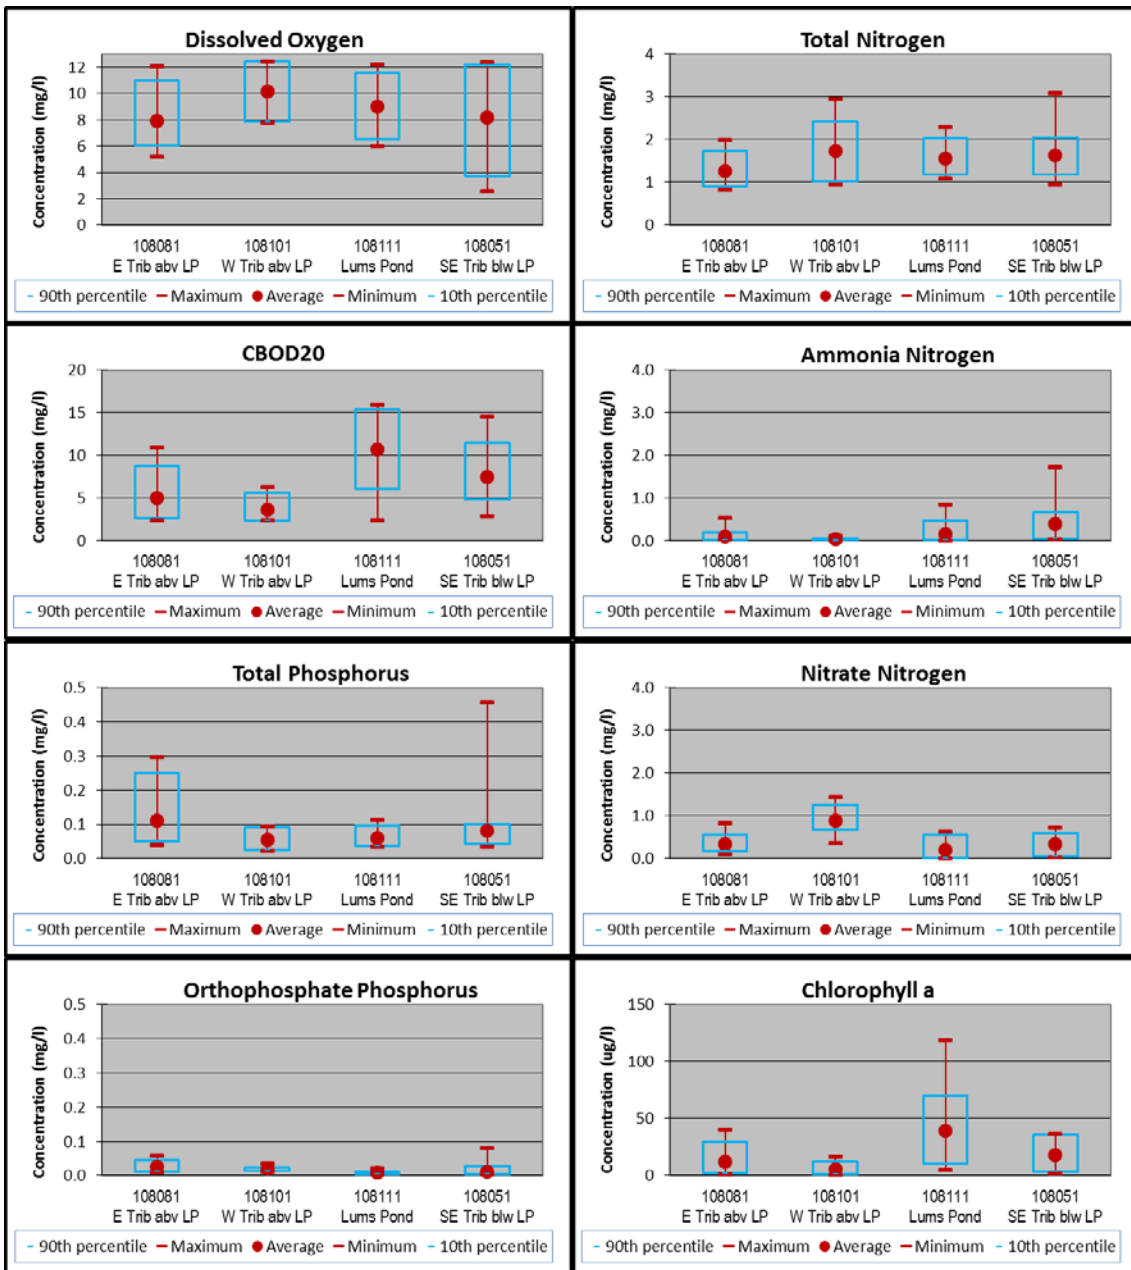 Dissolved Oxygen
Concentration (mg/l)
12
10
8
6
4
2
0
108081 108101 108111 108051
E Trib abv LP W Trib abv LP Lums Pond SE Trib blw LP
90th percentile Maximum Average Minimum 10th percentile
Total Nitrogen
Concentration (mg/l)
4
3
2
1
0
108081 108101 108111 108051
E Trib abv LP W Trib abv LP Lums Pond SE Trib blw LP
90th percentile Maximum Average Minimum 10th percentile
CBOD20
Concentration (mg/l)
20
15
10
5
0
108081 108101 108111 108051
E Trib abv LP W Trib abv LP Lums Pond SE Trib blw LP
90th percentile Maximum Average Minimum 10th percentile
Ammonia Nitrogen
Concentration (mg/l)
4.0
3.0
2.0
1.0
0.0
108081 108101 108111 108051
E Trib abv LP W Trib abv LP Lums Pond SE Trib blw LP
90th percentile Maximum Average Minimum 10th percentile
Total Phosphorus
Concentration (mg/l)
0.5
0.4
0.3
0.2
0.1
0.0
108081 108101 108111 108051
E Trib abv LP W Trib abv LP Lums Pond SE Trib blw LP
90th percentile Maximum Average Minimum 10th percentile
Nitrate Nitrogen
Concentration (mg/l)
4.0
3.0
2.0
1.0
0.0
108081 108101 108111 108051
E Trib abv LP W Trib abv LP Lums Pond SE Trib blw LP
90th percentile Maximum Average Minimum 10th percentile
Orthophosphate Phosphorus
Concentration (mg/l)
0.5
0.4
0.3
0.2
0.1
0.0
108081 108101 108111 108051
E Trib abv LP W Trib abv LP Lums Pond SE Trib blw LP
90th percentile Maximum Average Minimum 10th percentile
Chlorophyll a
Concentration (ug/l)
150
100
50
0
108081 108101 108111 108051
E Trib abv LP W Trib abv LP Lums Pond SE Trib blw LP
90th percentile Maximum Average Minimum 10th percentile